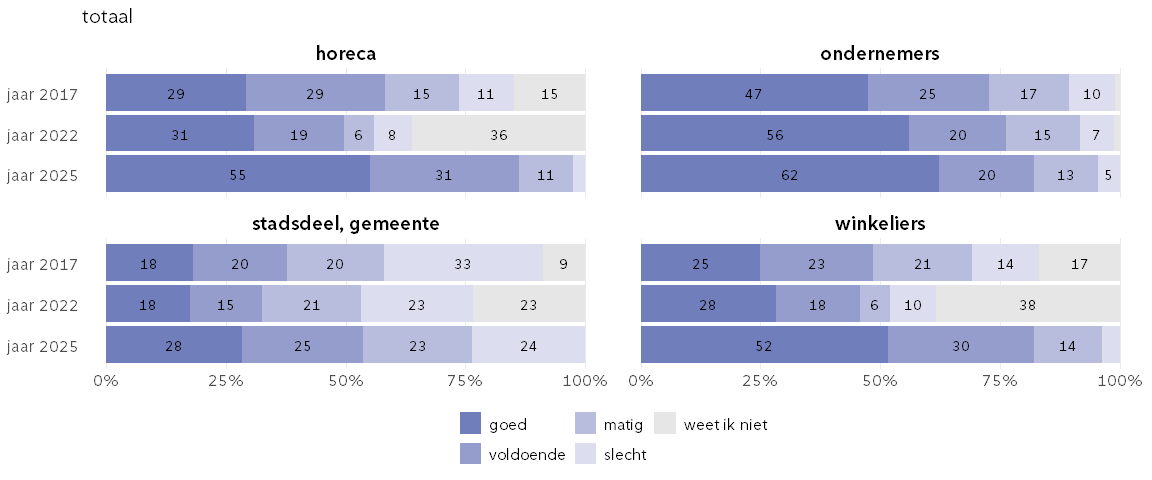 totaal
horeca
ondernemers
jaar 2017 29 29 15 11 15 47 25 17 10
jaar 2022 31 19 6 8 36 56 20 15 7
jaar 2025 55 31 11 62 20 13 5
stadsdeel, gemeente
winkeliers
jaar 2017 18 20 20 33 9 25 23 21 14 17
jaar 2022 18 15 21 23 23 28 18 6 10 38
jaar 2025 28 25 23 24 52 30 14
0% 25% 50% 75% 100% 0% 25% 50% 75% 100%
goed matig weet ik niet
voldoende slecht